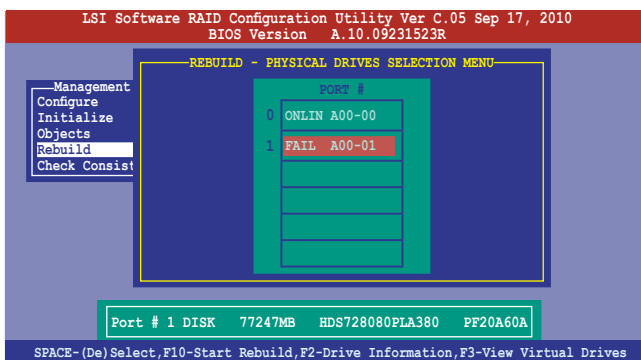 LSI Software RAID Configuration Utility Ver C.05 Sep 17, 2010
BIOS Version A.10.09231523R
REBUILD - PHYSICAL DRIVES SELECTION MENU
Management
Configure
Initialize
Objects
Rebuild
Check Consist
PORT #
0 ONLIN A00-00
1 FAIL A00-01
Port # 1 DISK 77247MB HDS728080PLA380 PF20A60A
SPACE-(De)Select,F10-Start Rebuild,F2-Drive Information,F3-View Virtual Drives